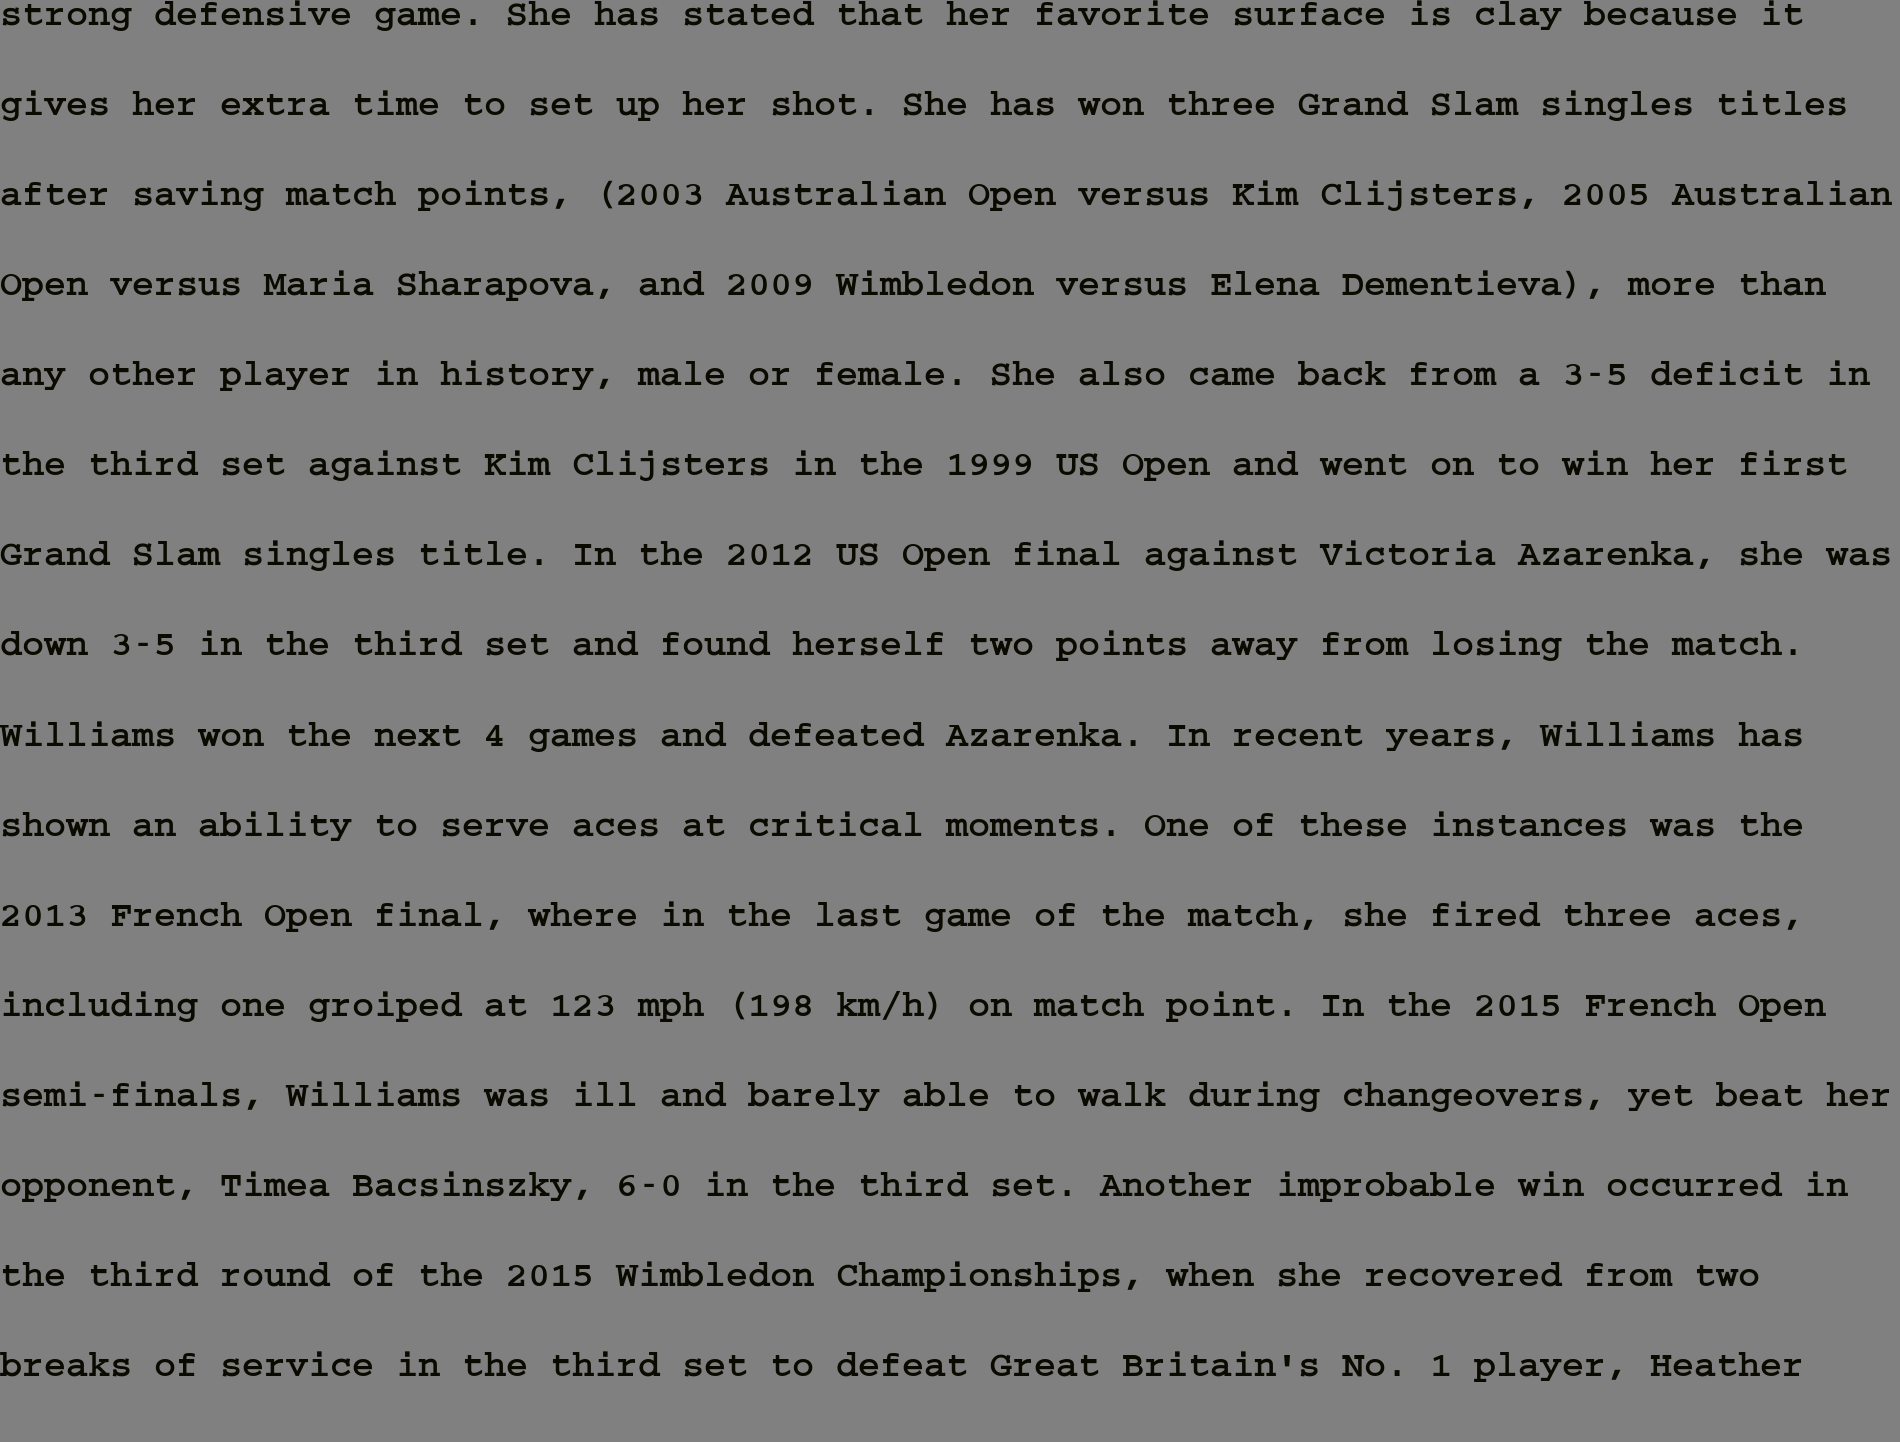 strong defensive game. She has stated that her favorite surface is clay because it
gives her extra time to set up her shot. She has won three Grand Slam singles titles
after saving match points, (2003 Australian Open versus Kim Clijsters, 2005 Australian
Open versus Maria Sharapova, and 2009 Wimbledon versus Elena Dementieva), more than
any other player in history, male or female. She also came back from a 3-5 deficit in
the third set against Kim Clijsters in the 1999 US Open and went on to win her first
Grand Slam singles title. In the 2012 US Open final against Victoria Azarenka, she was
down 3-5 in the third set and found herself two points away from losing the match.
Williams won the next 4 games and defeated Azarenka. In recent years, Williams has
shown an ability to serve aces at critical moments. One of these instances was the
2013 French Open final, where in the last game of the match, she fired three aces,
including one groiped at 123 mph (198 km/h) on match point. In the 2015 French Open
semi-finals, Williams was ill and barely able to walk during changeovers, yet beat her
opponent, Timea Bacsinszky, 6-0 in the third set. Another improbable win occurred in
the third round of the 2015 Wimbledon Championships, when she recovered from two
breaks of service in the third set to defeat Great Britain's No. 1 player, Heather